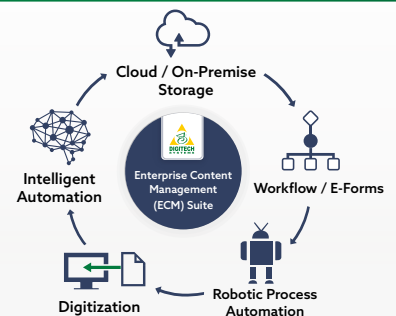 Cloud / On-Premise
Storage
DIGITECH
SYSTEMS
Enterprise Content
Management
(ECM) Suite
Intelligent
Automation
Workflow / E-Forms
Digitization
Robotic Process
Automation